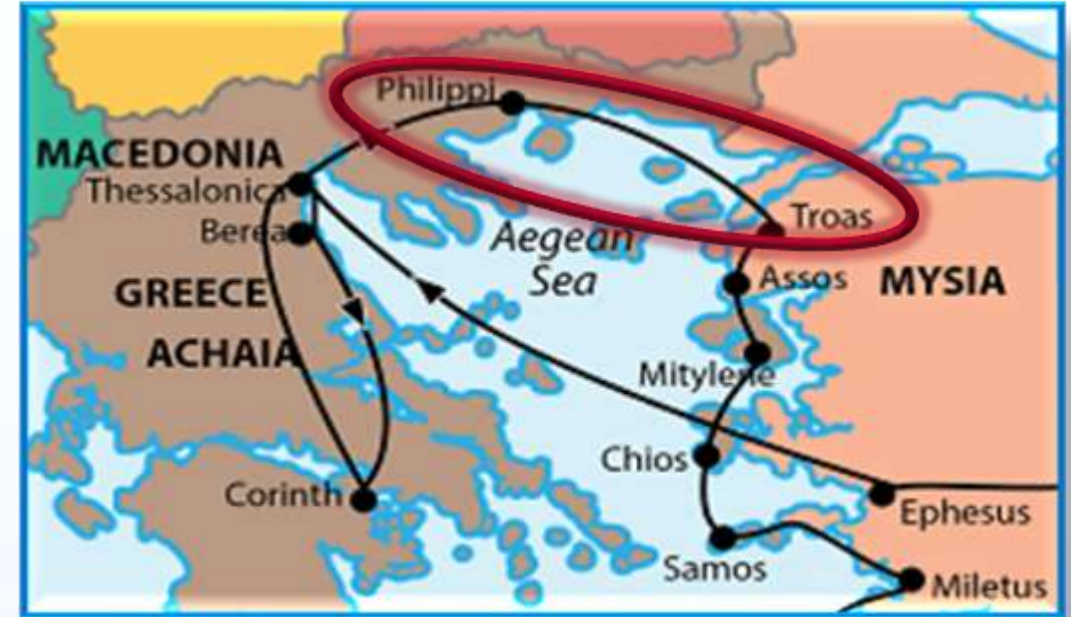 Philippi
MACEDONIA
Thessalonica
Berea
Troas
Aegean
Sea
Assos
MYSIA
GREECE
ACHAIA
Mitylene
Chios
Corinth
Ephesus
Samos
Miletus